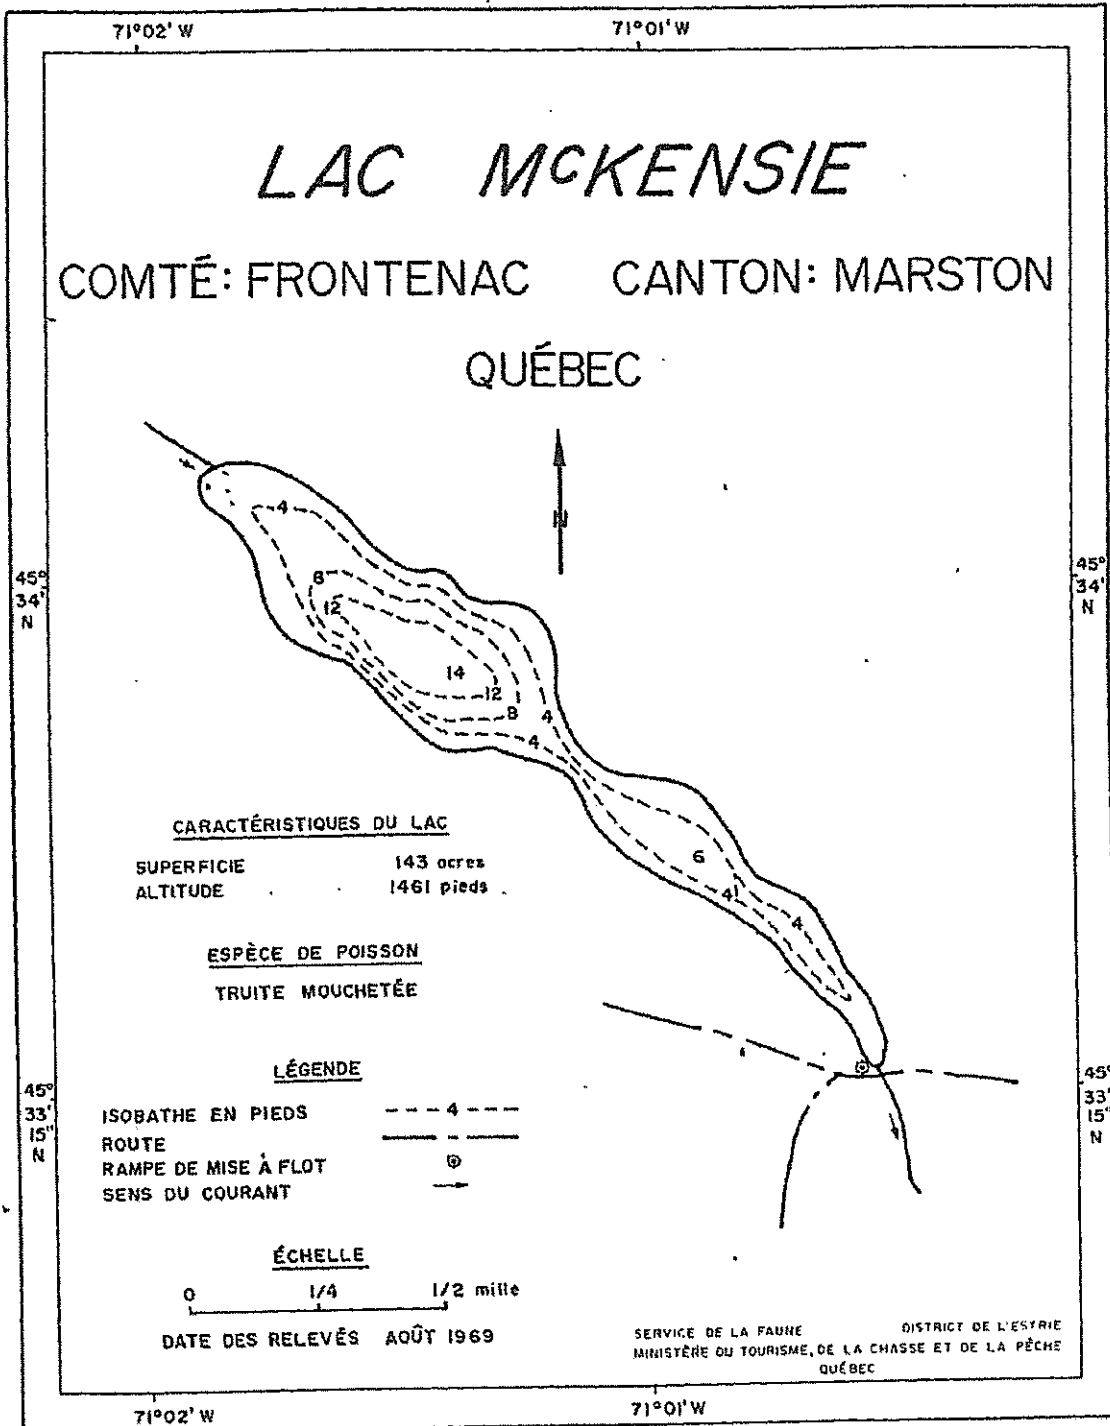 71°02' W 71°01' W
LAC McKENSIE
COMTÉ: FRONTENAC CANTON: MARSTON
QUÉBEC
N
4
8
12
14
12
8
4
4
6
4
4
45°
34'
N
45°
34'
N
CARACTÉRISTIQUES DU LAC
SUPERFICIE 143 acres
ALTITUDE 1461 pieds
ESPÈCE DE POISSON
TRUITE MOUCHETÉE
LÉGENDE
ISOBATHE EN PIEDS ---4---
ROUTE
RAMPE DE MISE À FLOT
SENS DU COURANT
45°
33'
15"
N
45°
33'
15"
N
ÉCHELLE
0 1/4 1/2 mille
DATE DES RELEVÉS AOÛT 1969
SERVICE DE LA FAUNE DISTRICT DE L'ESTRIE
MINISTÈRE DU TOURISME, DE LA CHASSE ET DE LA PÊCHE
QUÉBEC
71°02' W 71°01' W